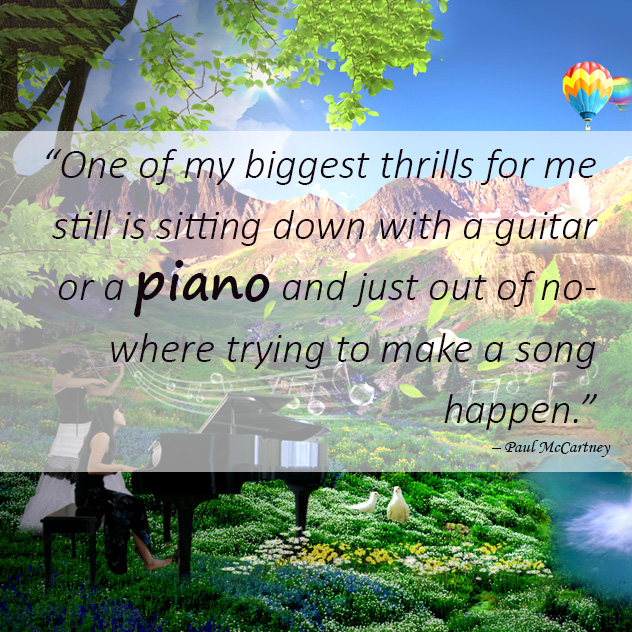 “One of my biggest thrills for me
still is sitting down with a guitar
or a piano and just out of no-
where trying to make a song
happen.”
– Paul McCartney